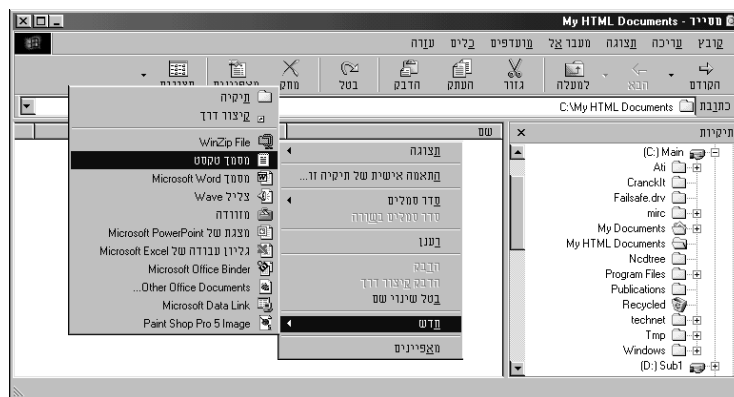 סייר - My HTML Documents
קובץ עריכה תצוגה מעבר אל מועדפים כלים עזרה
הקודם הבא למעלה גזור העתק הדבק בטל מחק מאפיינים תצוגות
כתובת C:\My HTML Documents
תיקיות
(C:) Main
Ati
CrancKIt
Failsafe.drv
mirc
My Documents
My HTML Documents
Ncdtree
Program Files
Publications
Recycled
technet
Tmp
Windows
(D:) Sub1
שם
תצוגה
התאמה אישית של תיקיה זו...
סדר סמלים
סדר סמלים בשורה
רענן
הדבק
הדבק קיצור דרך
בטל שינוי שם
חדש
מאפיינים
תיקיה
קיצור דרך
WinZip File
מסמך טקסט
מסמך Microsoft Word
צליל Wave
מזוודה
מצגת של Microsoft PowerPoint
גליון עבודה של Microsoft Excel
Microsoft Office Binder
Other Office Documents...
Microsoft Data Link
Paint Shop Pro 5 Image